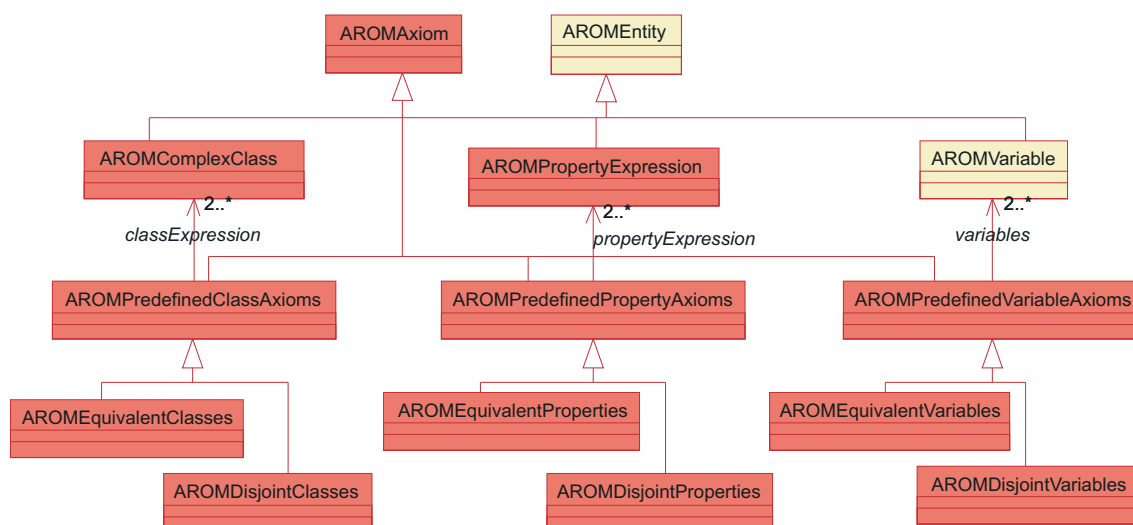 AROMAxiom
AROMEntity
AROMComplexClass
AROMPropertyExpression
AROMVariable
2..*
2..*
2..*
classExpression
propertyExpression
variables
AROMPredefinedClassAxioms
AROMPredefinedPropertyAxioms
AROMPredefinedVariableAxioms
AROMEquivalentClasses
AROMEquivalentProperties
AROMEquivalentVariables
AROMDisjointClasses
AROMDisjointProperties
AROMDisjointVariables